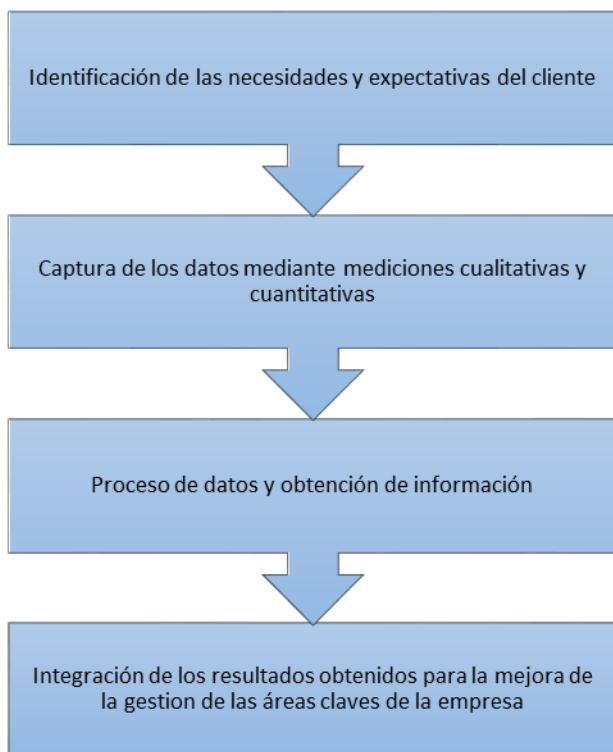 Identificación de las necesidades y expectativas del cliente
Captura de los datos mediante mediciones cualitativas y
cuantitativas
Proceso de datos y obtención de información
Integración de los resultados obtenidos para la mejora de
la gestion de las áreas claves de la empresa